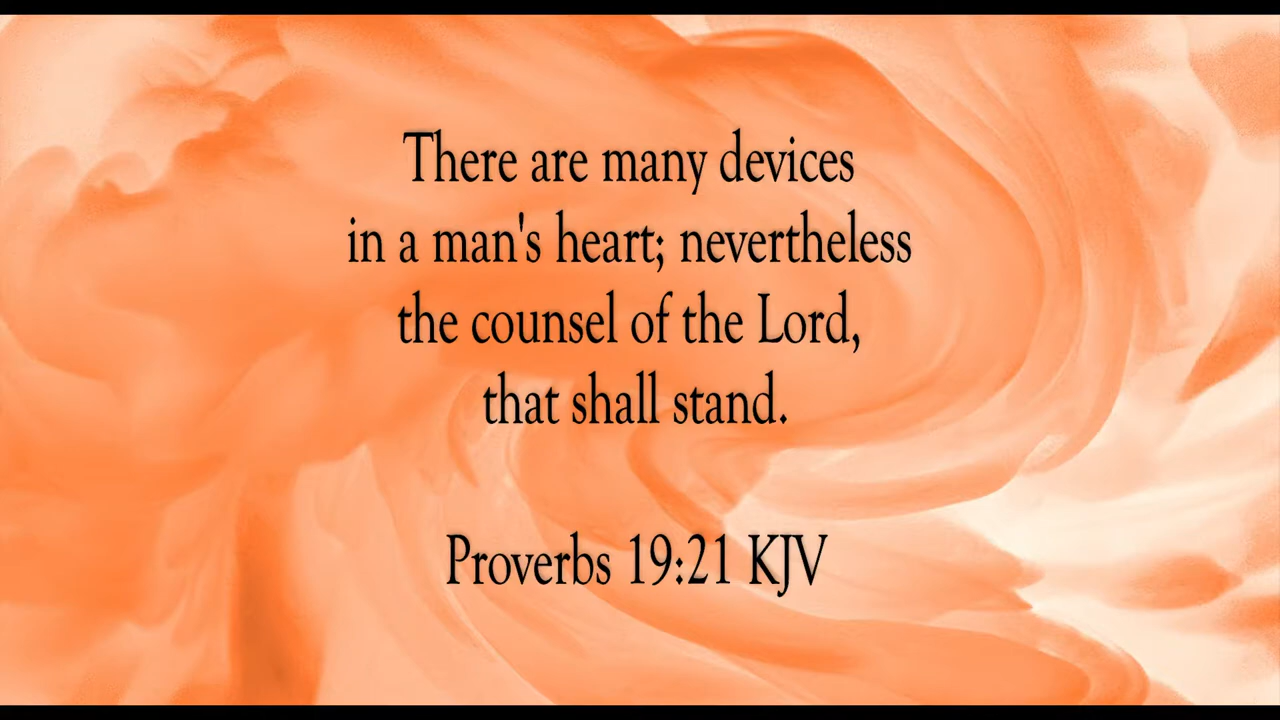 There are many devices
in a man's heart; nevertheless
the counsel of the Lord,
that shall stand.
Proverbs 19:21 KJV